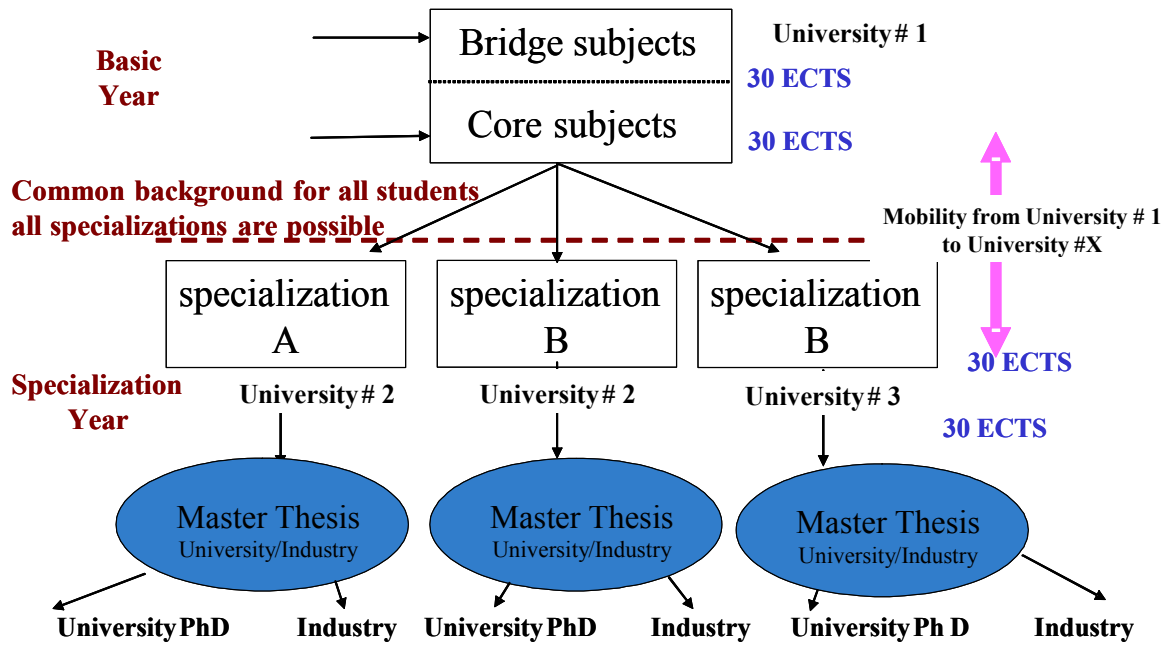 Bridge subjects
University # 1
Basic
Year
30 ECTS
Core subjects
30 ECTS
Common background for all students
all specializations are possible
Mobility from University # 1
to University #X
specialization
A
specialization
B
specialization
B
30 ECTS
Specialization
Year
University # 2
University # 2
University # 3
30 ECTS
Master Thesis
University/Industry
Master Thesis
University/Industry
Master Thesis
University/Industry
University PhD
Industry
University PhD
Industry
University Ph D
Industry